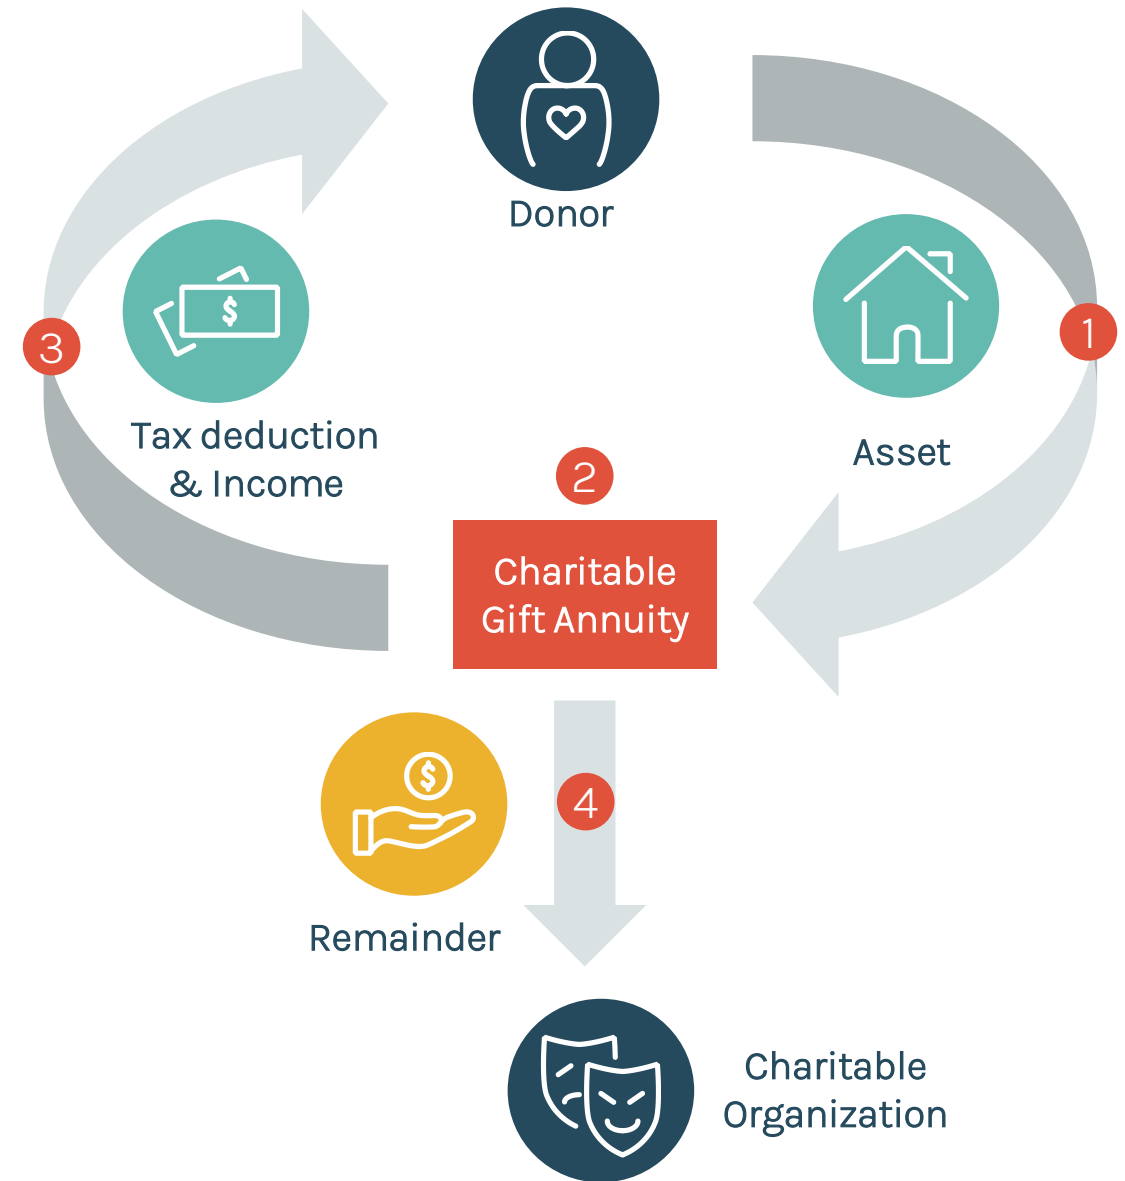 Donor
1
Asset
2
Charitable
Gift Annuity
3
$
Tax deduction
& Income
4
$
Remainder
Charitable
Organization